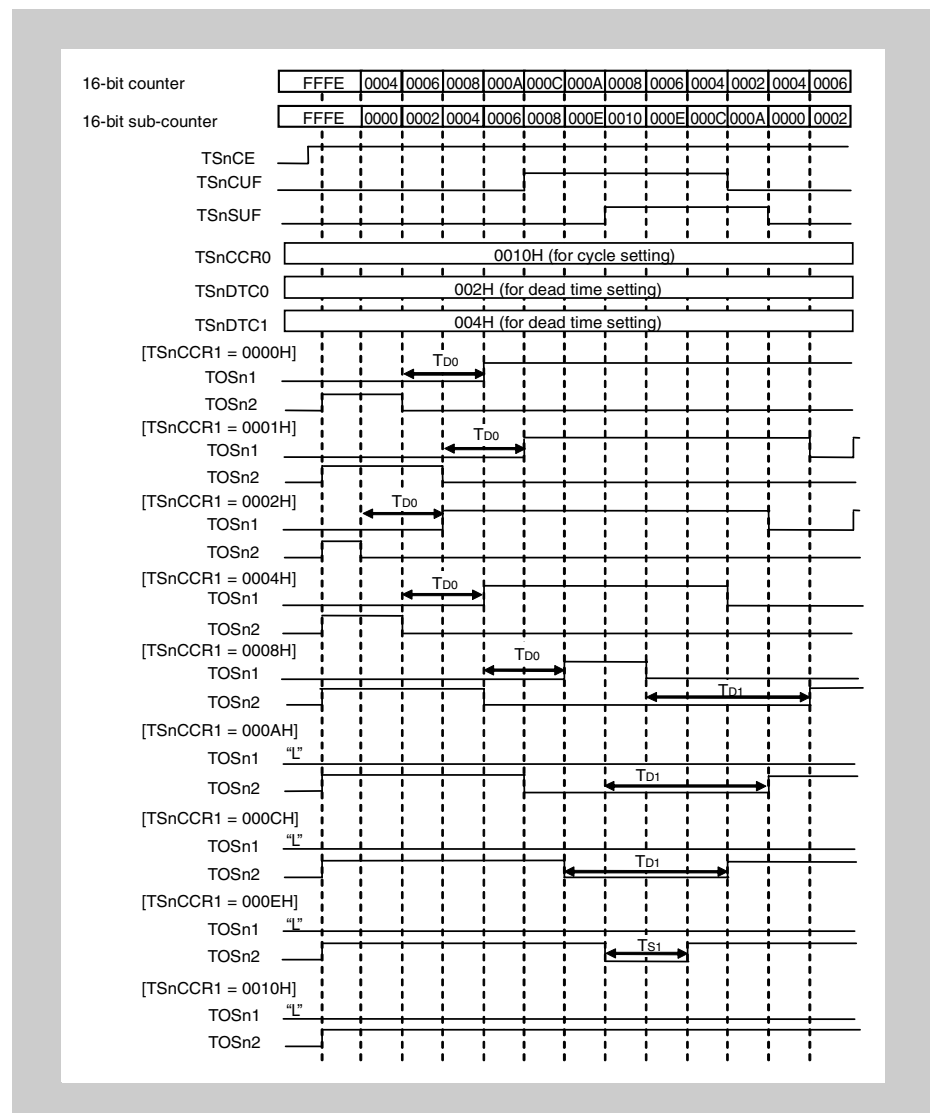 16-bit counter FFFE 0004 0006 0008 000A 000C 000A 0008 0006 0004 0002 0004 0006
16-bit sub-counter FFFE 0000 0002 0004 0006 0008 000E 0010 000E 000C 000A 0000 0002
TSnCE
TSnCUF
TSnSUF
TSnCCR0 0010H (for cycle setting)
TSnDTC0 002H (for dead time setting)
TSnDTC1 004H (for dead time setting)
[TSnCCR1 = 0000H]
TD0
TOSn1
TOSn2
[TSnCCR1 = 0001H]
TD0
TOSn1
TOSn2
[TSnCCR1 = 0002H]
TD0
TOSn1
TOSn2
[TSnCCR1 = 0004H]
TD0
TOSn1
TOSn2
[TSnCCR1 = 0008H]
TD0
TOSn1
TOSn2 TD1
[TSnCCR1 = 000AH]
TOSn1 "L"
TOSn2 TD1
[TSnCCR1 = 000CH]
TOSn1 "L"
TOSn2 TD1
[TSnCCR1 = 000EH]
TOSn1 "L"
TOSn2 TS1
[TSnCCR1 = 0010H]
TOSn1 "L"
TOSn2